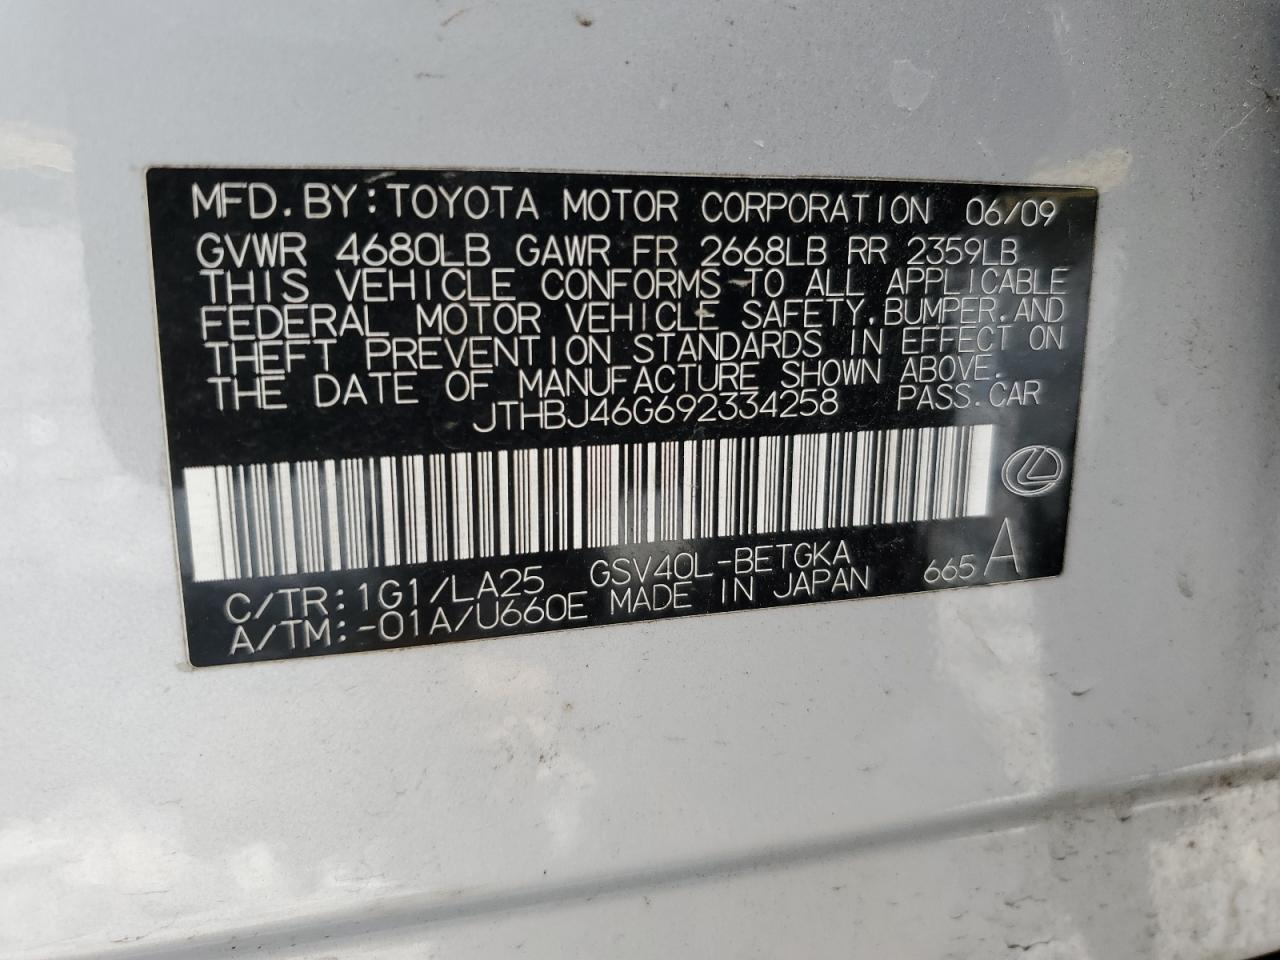 MFD. BY: TOYOTA MOTOR CORPORATION 06/09
GVWR 4680LB GAWR FR 2668LB RR 2359LB
THIS VEHICLE CONFORMS TO ALL APPLICABLE
FEDERAL MOTOR VEHICLE SAFETY, BUMPER, AND
THEFT PREVENTION STANDARDS IN EFFECT ON
THE DATE OF MANUFACTURE SHOWN ABOVE.
JTHBJ46G692334258 PASS. CAR
C/TR: 1G1/LA25 GSV40L-BETGKA 665 A
A/TM: -01A/U660E MADE IN JAPAN